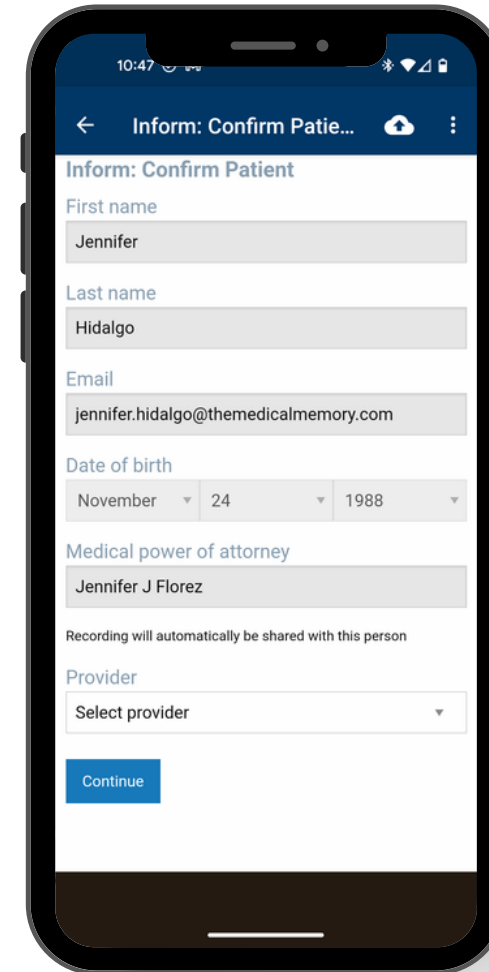 10:47
Inform: Confirm Patie...
Inform: Confirm Patient
First name
Jennifer
Last name
Hidalgo
Email
jennifer.hidalgo@themedicalmemory.com
Date of birth
November 24 1988
Medical power of attorney
Jennifer J Florez
Recording will automatically be shared with this person
Provider
Select provider
Continue